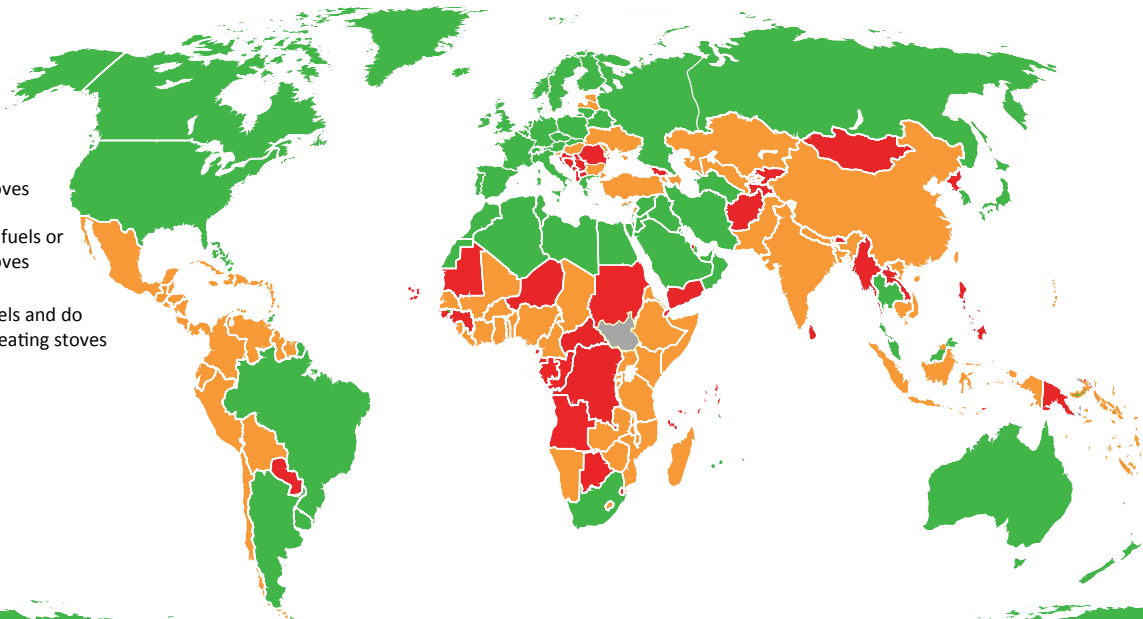 oves
fuels or
oves
els and do
eating stoves